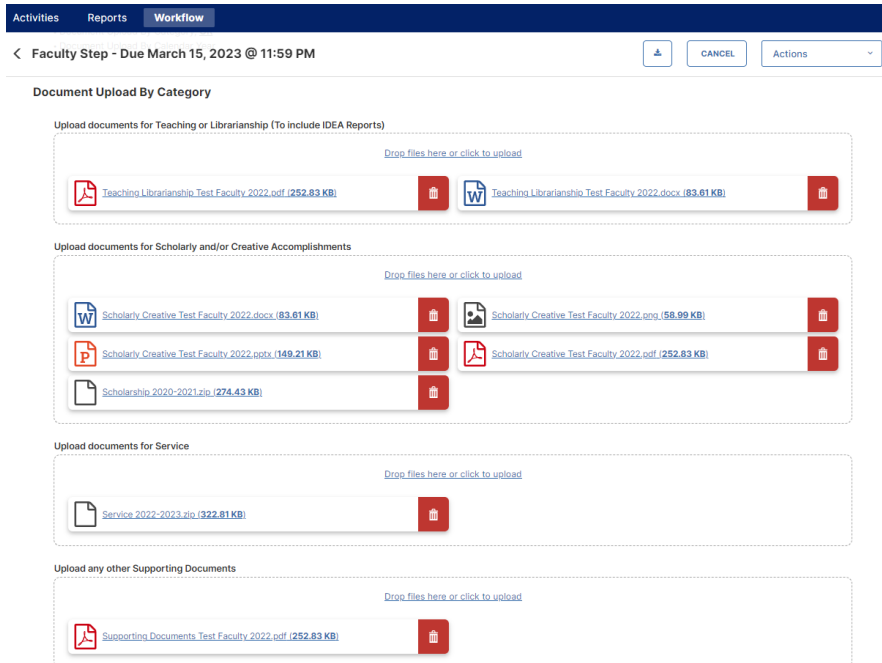 Activities Reports Workflow
Faculty Step - Due March 15, 2023 @ 11:59 PM CANCEL Actions
Document Upload By Category
Upload documents for Teaching or Librarianship (To include IDEA Reports)
Drop files here or click to upload
Teaching Librarianship Test Faculty 2022.pdf (252.83 KB) Teaching Librarianship Test Faculty 2022.docx (83.61 KB)
Upload documents for Scholarly and/or Creative Accomplishments
Drop files here or click to upload
Scholarly Creative Test Faculty 2022.docx (83.61 KB) Scholarly Creative Test Faculty 2022.png (58.99 KB)
Scholarly Creative Test Faculty 2022.pptx (149.21 KB) Scholarly Creative Test Faculty 2022.pdf (252.83 KB)
Scholarship 2020-2021.zip (274.43 KB)
Upload documents for Service
Drop files here or click to upload
Service 2022-2023.zip (322.81 KB)
Upload any other Supporting Documents
Drop files here or click to upload
Supporting Documents Test Faculty 2022.pdf (252.83 KB)